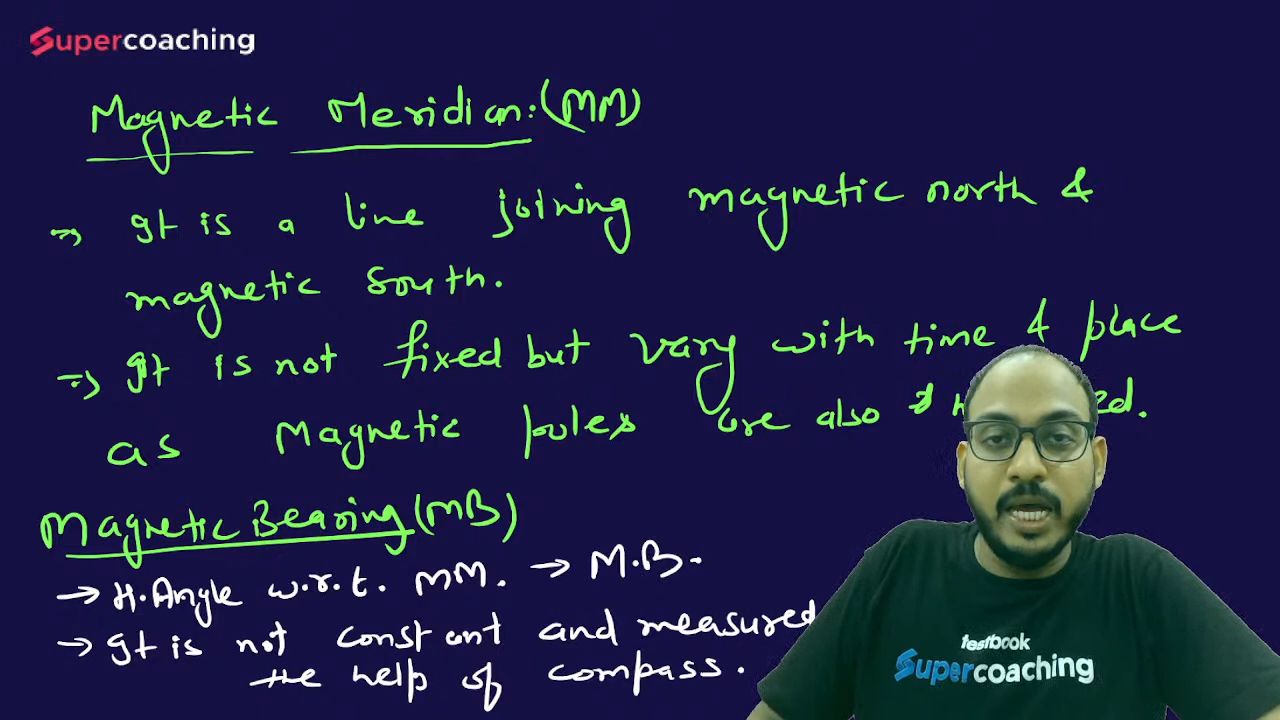 Supercoaching
Magnetic Meridian:(MM)
→ It is a line joining magnetic north &
magnetic south.
→ It is not fixed but vary with time & place
as Magnetic poles are also
Magnetic Bearing (MB)
→ H.Angle w.r.t. MM. → M.B.
→ It is not constant and measured
the help of compass.
testbook
Supercoaching